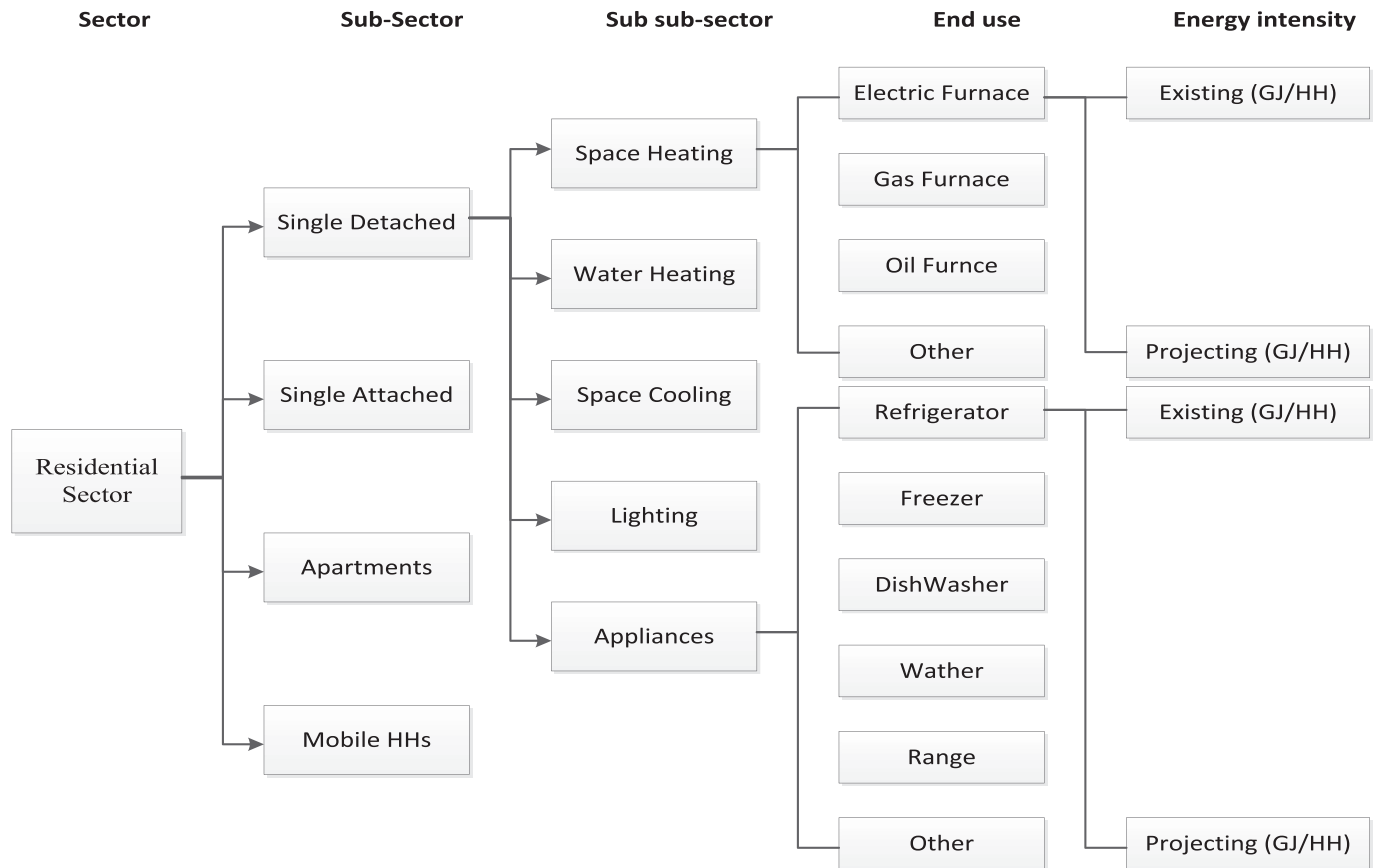 Sector
Sub-Sector
Sub sub-sector
End use
Energy intensity
Residential
Sector
Single Detached
Single Attached
Apartments
Mobile HHs
Space Heating
Water Heating
Space Cooling
Lighting
Appliances
Electric Furnace
Gas Furnace
Oil Furnce
Other
Refrigerator
Freezer
DishWasher
Wather
Range
Other
Existing (GJ/HH)
Projecting (GJ/HH)
Existing (GJ/HH)
Projecting (GJ/HH)